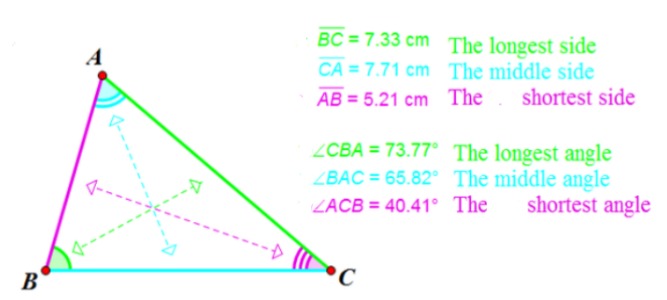 A
B
C
BC = 7.33 cm The longest side
CA = 7.71 cm The middle side
AB = 5.21 cm The . shortest side
∠CBA = 73.77° The longest angle
∠BAC = 65.82° The middle angle
∠ACB = 40.41° The shortest angle